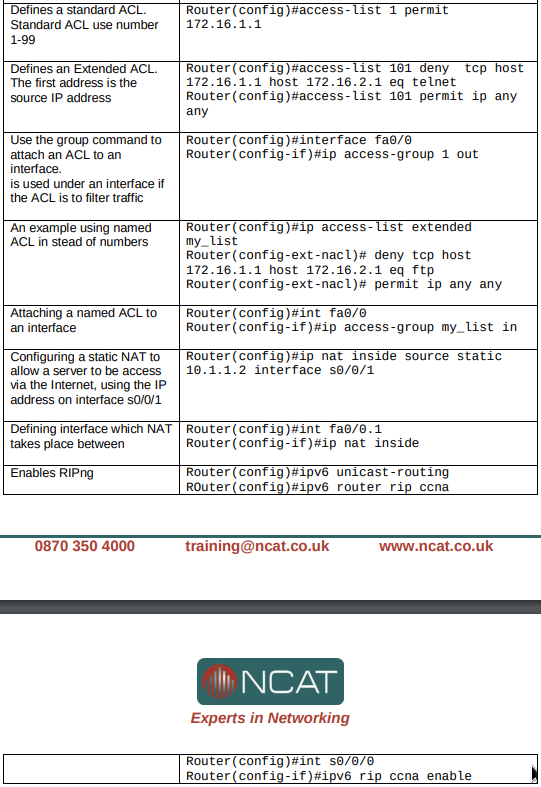 Defines a standard ACL.
Standard ACL use number
1-99
Router(config)#access-list 1 permit
172.16.1.1
Defines an Extended ACL.
The first address is the
source IP address
Router(config)#access-list 101 deny  tcp host
172.16.1.1 host 172.16.2.1 eq telnet
Router(config)#access-list 101 permit ip any
any
Use the group command to
attach an ACL to an
interface.
is used under an interface if
the ACL is to filter traffic
Router(config)#interface fa0/0
Router(config-if)#ip access-group 1 out
An example using named
ACL in stead of numbers
Router(config)#ip access-list extended
my_list
Router(config-ext-nacl)# deny tcp host
172.16.1.1 host 172.16.2.1 eq ftp
Router(config-ext-nacl)# permit ip any any
Attaching a named ACL to
an interface
Router(config)#int fa0/0
Router(config-if)#ip access-group my_list in
Configuring a static NAT to
allow a server to be access
via the Internet, using the IP
address on interface s0/0/1
Router(config)#ip nat inside source static
10.1.1.2 interface s0/0/1
Defining interface which NAT
takes place between
Router(config)#int fa0/0.1
Router(config-if)#ip nat inside
Enables RIPng
Router(config)#ipv6 unicast-routing
ROuter(config)#ipv6 router rip ccna
0870 350 4000 training@ncat.co.uk www.ncat.co.uk
NCAT
Experts in Networking
Router(config)#int s0/0/0
Router(config-if)#ipv6 rip ccna enable